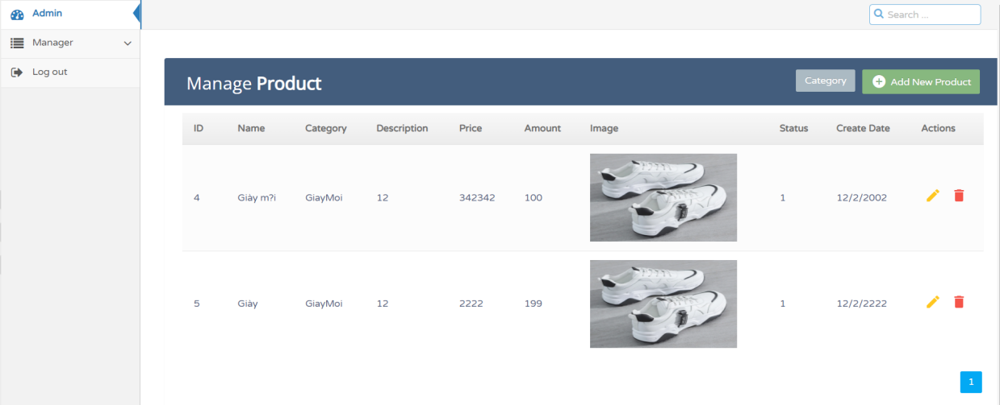 Admin
Search ...
Manager
Log out
Manage Product
Category
Add New Product
ID Name Category Description Price Amount Image Status Create Date Actions
4 Giày m?i GiayMoi 12 342342 100 1 12/2/2002
5 Giày GiayMoi 12 2222 199 1 12/2/2222
1